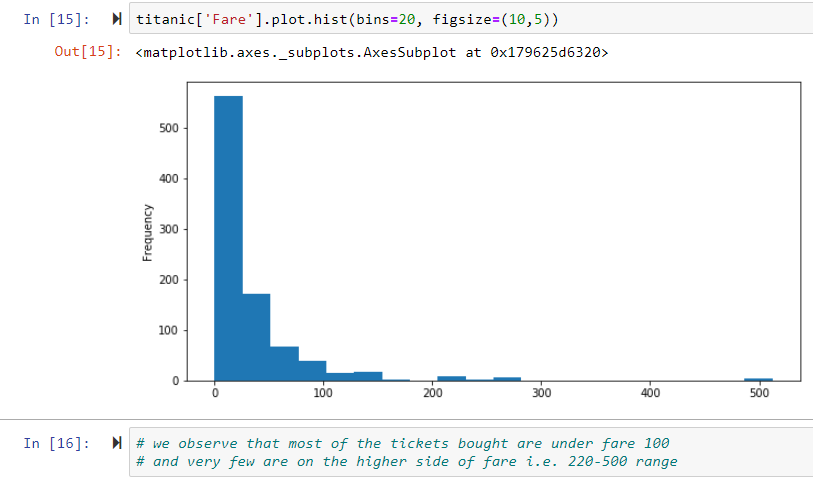 In [15]: titanic['Fare'].plot.hist(bins=20, figsize=(10,5))
Out[15]: <matplotlib.axes._subplots.AxesSubplot at 0x179625d6320>
500
400
300
200
100
0
Frequency
0 100 200 300 400 500
In [16]: # we observe that most of the tickets bought are under fare 100
# and very few are on the higher side of fare i.e. 220-500 range